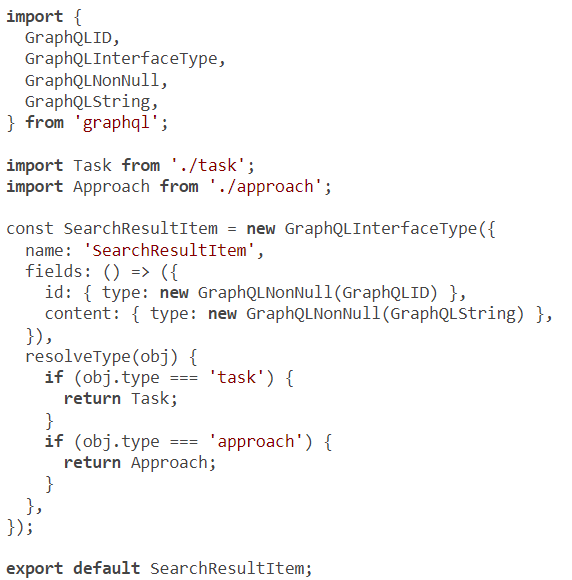 import {
  GraphQLID,
  GraphQLInterfaceType,
  GraphQLNonNull,
  GraphQLString,
} from 'graphql';

import Task from './task';
import Approach from './approach';

const SearchResultItem = new GraphQLInterfaceType({
  name: 'SearchResultItem',
  fields: () => ({
    id: { type: new GraphQLNonNull(GraphQLID) },
    content: { type: new GraphQLNonNull(GraphQLString) },
  }),
  resolveType(obj) {
    if (obj.type === 'task') {
      return Task;
    }
    if (obj.type === 'approach') {
      return Approach;
    }
  },
});

export default SearchResultItem;